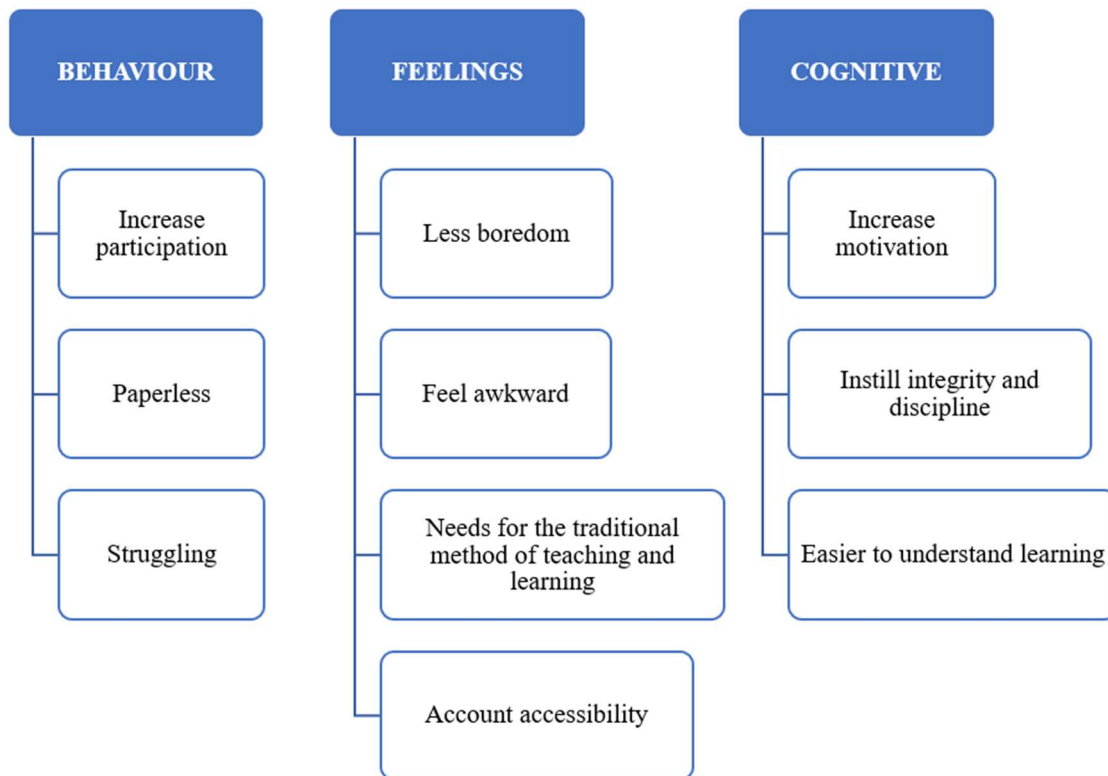 BEHAVIOUR
Increase
participation
Paperless
Struggling
FEELINGS
Less boredom
Feel awkward
Needs for the traditional
method of teaching and
learning
Account accessibility
COGNITIVE
Increase
motivation
Instill integrity and
discipline
Easier to understand learning